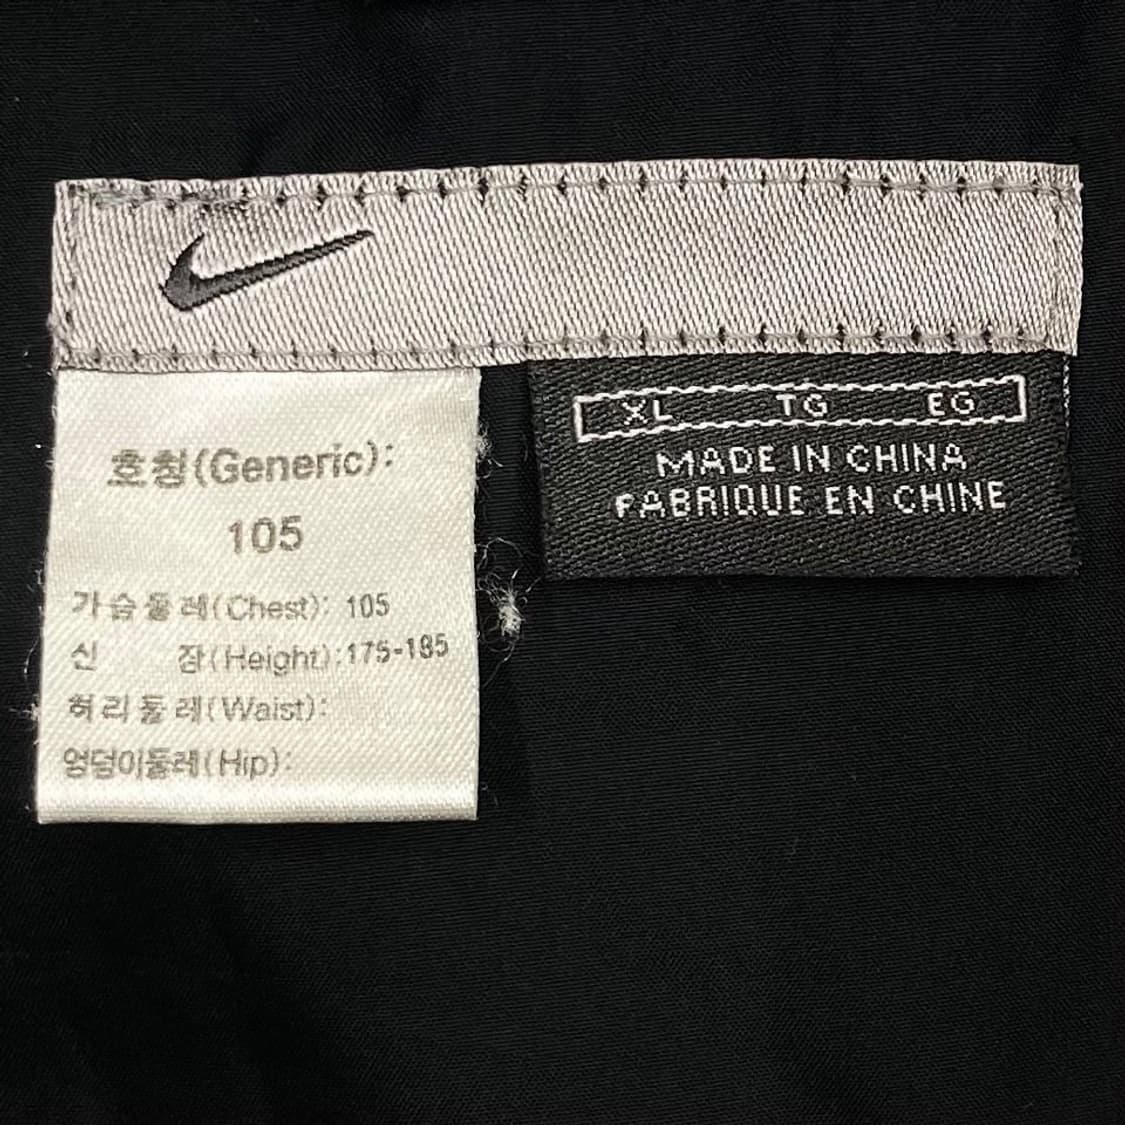 호칭(Generic):
105
가슴둘레(Chest): 105
신 장(Height):175-185
허리둘레(Waist):
엉덩이둘레(Hip):
XL TG EG
MADE IN CHINA
FABRIQUE EN CHINE